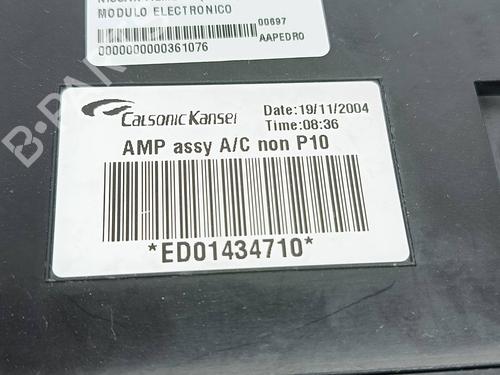 MODULO ELECTRONICO
00697
0000000000361076
AAPEDRO
Calsonic Kansei
Date:19/11/2004
Time:08:36
AMP assy A/C non P10
*ED01434710*
B-PARTS